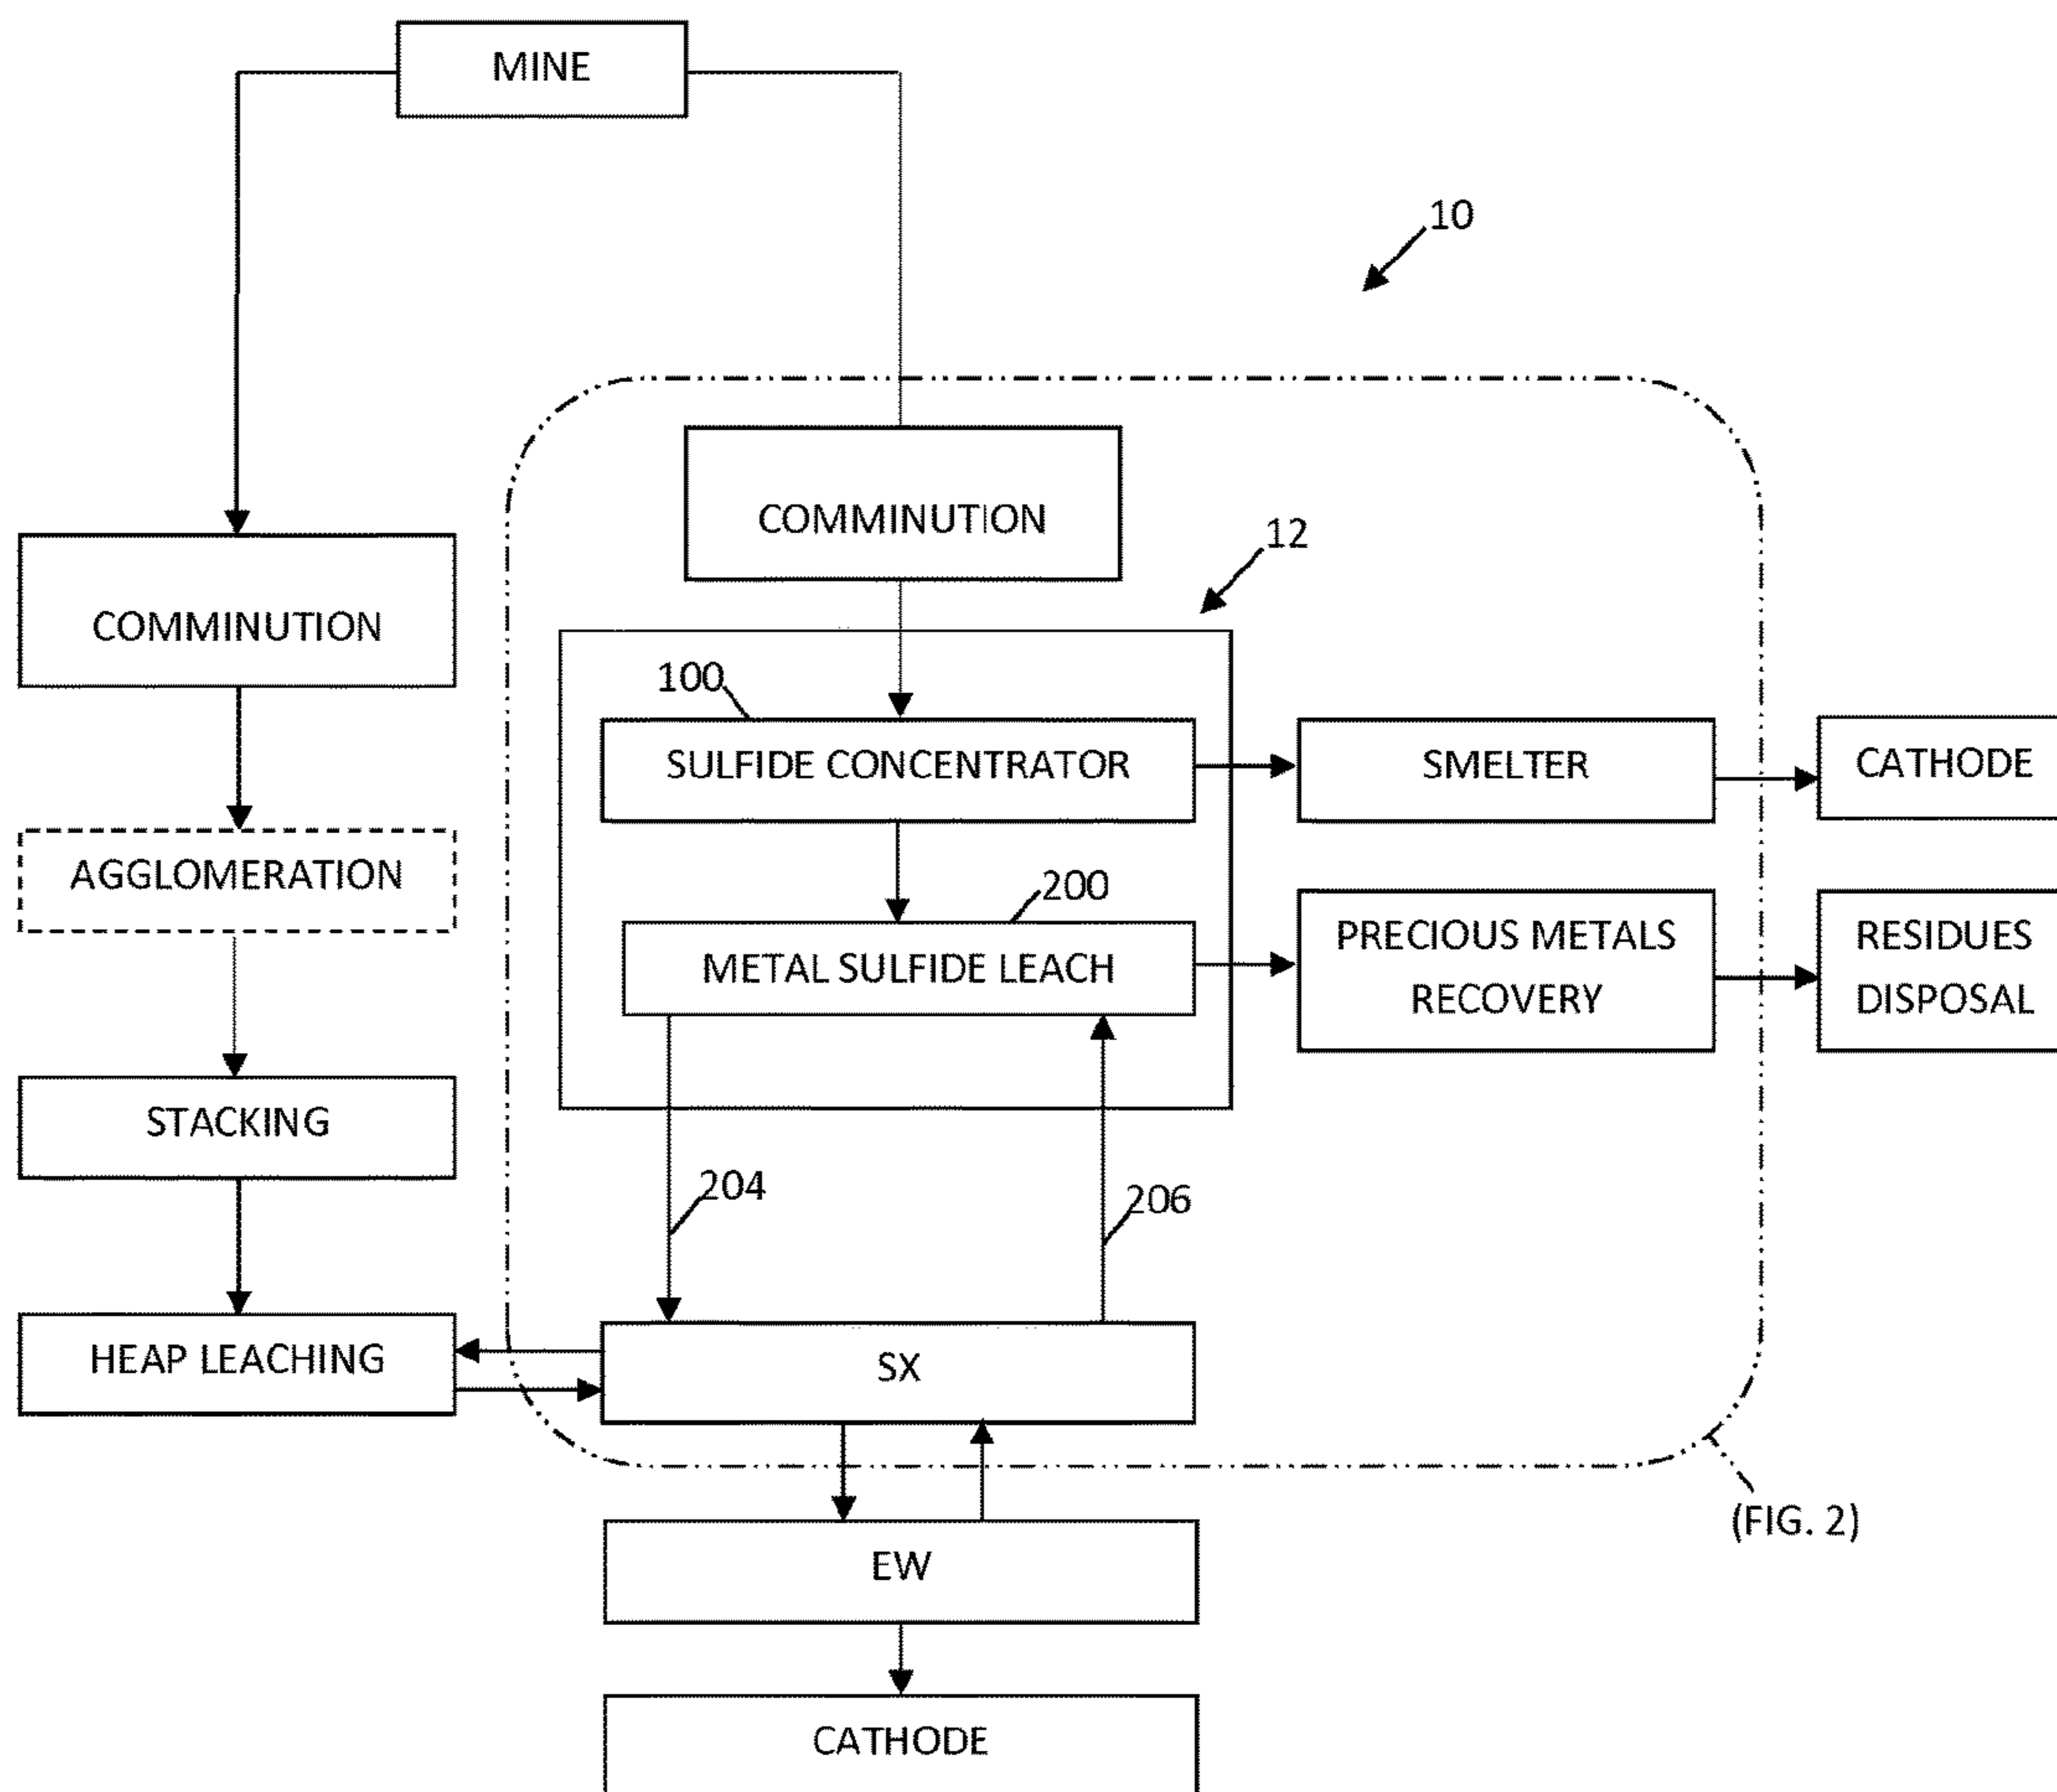 MINE
10
COMMINUTION
12
COMMINUTION
100
SULFIDE CONCENTRATOR
SMELTER
CATHODE
AGGLOMERATION
200
METAL SULFIDE LEACH
PRECIOUS METALS
RECOVERY
RESIDUES
DISPOSAL
STACKING
204
206
HEAP LEACHING
SX
(FIG. 2)
EW
CATHODE